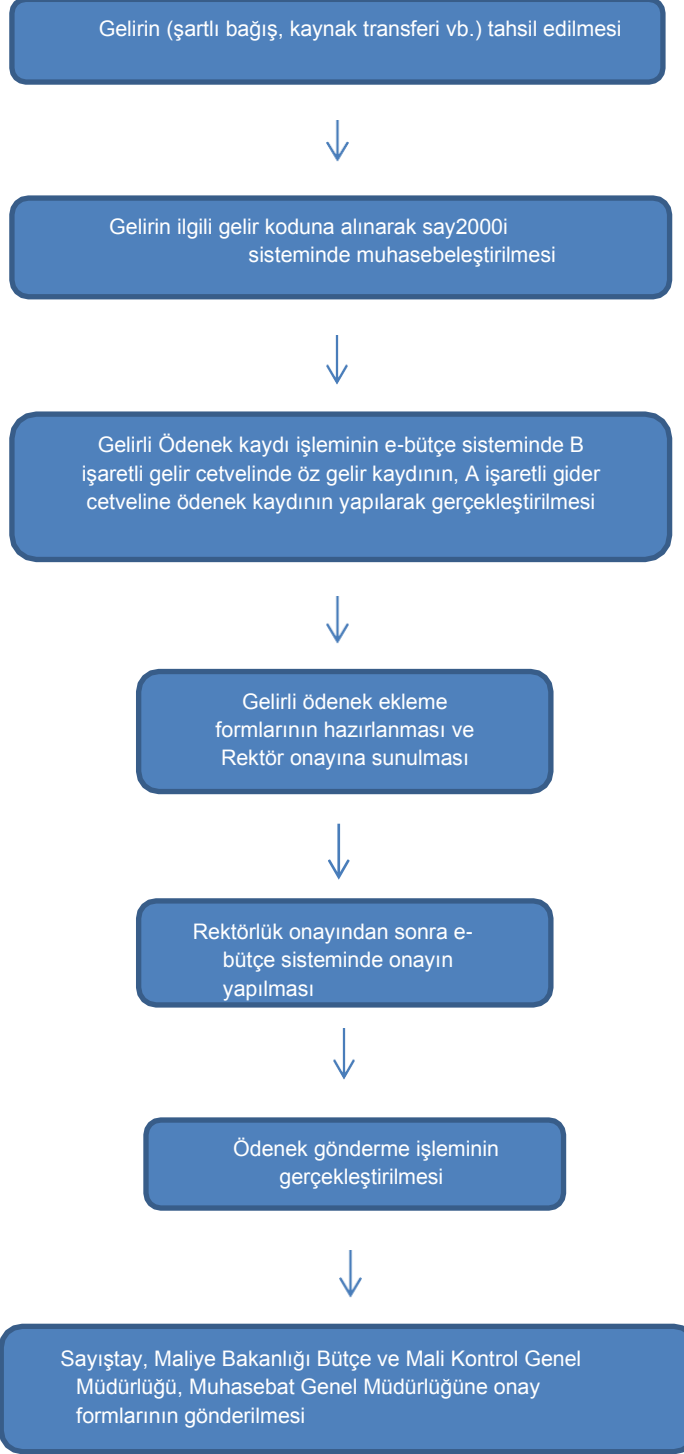 Gelirin (şartlı bağış, kaynak transferi vb.) tahsil edilmesi
Gelirin ilgili gelir koduna alınarak say2000i
sisteminde muhasebeleştirilmesi
Gelirli Ödenek kaydı işleminin e-bütçe sisteminde B
işaretli gelir cetvelinde öz gelir kaydının, A işaretli gider
cetveline ödenek kaydının yapılarak gerçekleştirilmesi
Gelirli ödenek ekleme
formlarının hazırlanması ve
Rektör onayına sunulması
Rektörlük onayından sonra e-
bütçe sisteminde onayın
yapılması
Ödenek gönderme işleminin
gerçekleştirilmesi
Sayıştay, Maliye Bakanlığı Bütçe ve Mali Kontrol Genel
Müdürlüğü, Muhasebat Genel Müdürlüğüne onay
formlarının gönderilmesi